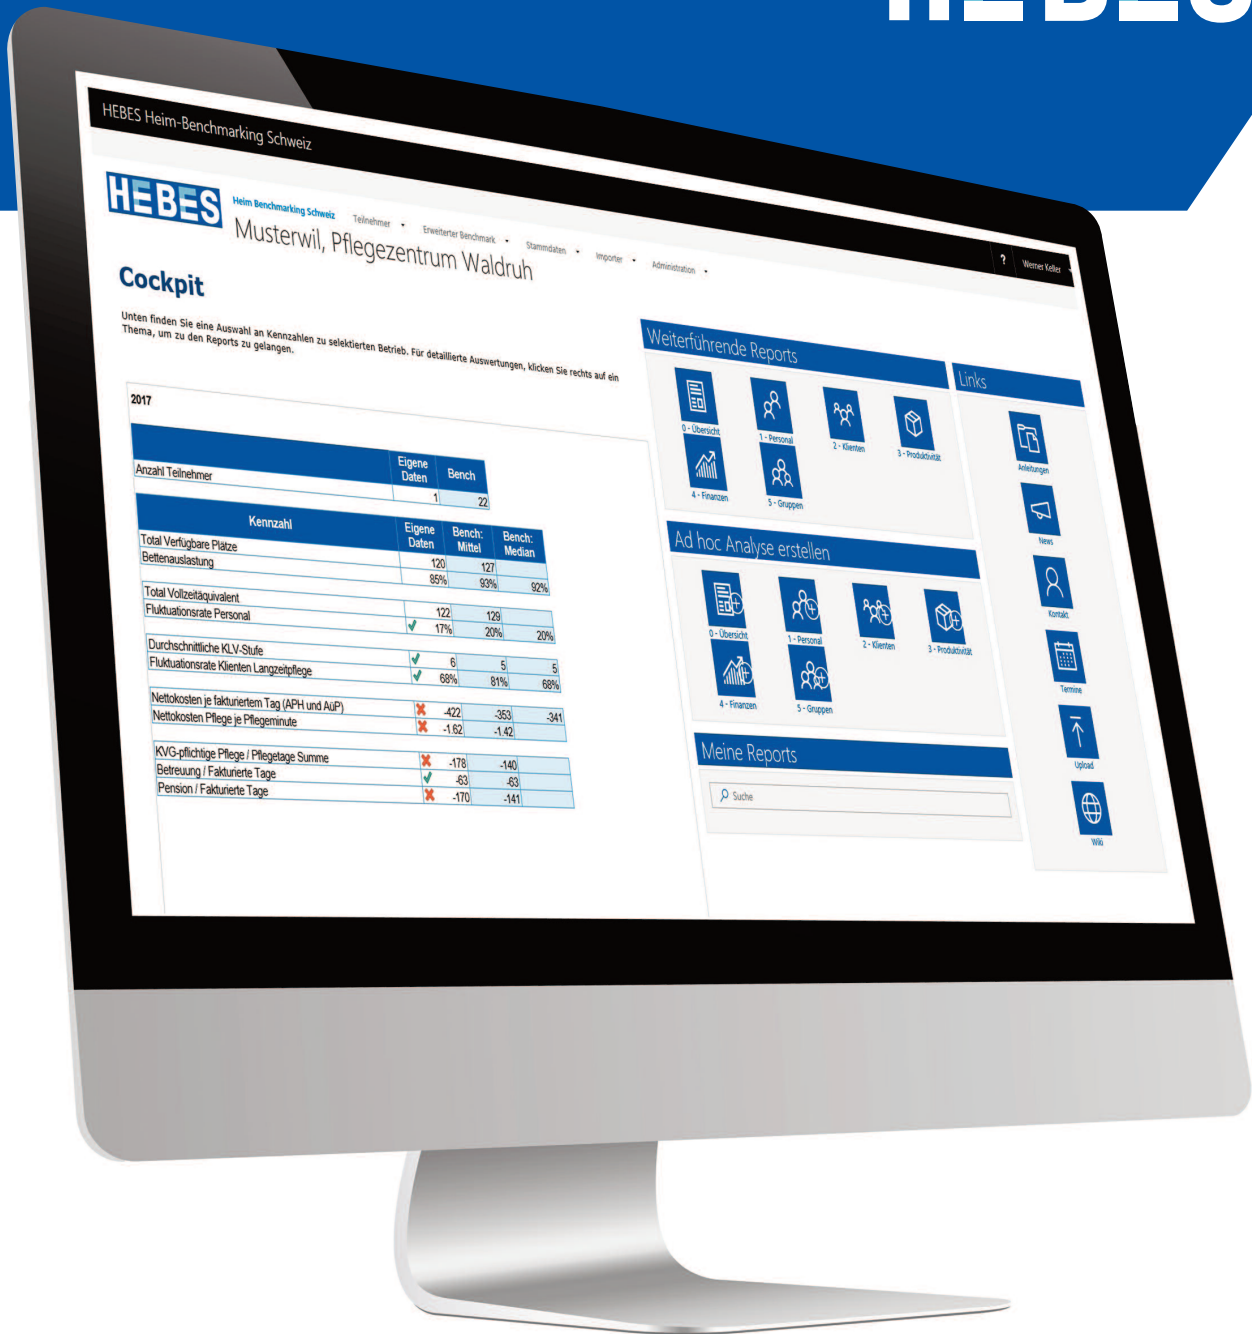 HEBES
HEBES Heim-Benchmarking Schweiz
? Werner Keller
HEBES
Heim Benchmarking Schweiz Teilnehmer Erweiterter Benchmark Stammdaten Importer Administration
Musterwil, Pflegezentrum Waldruh
Cockpit
Unten finden Sie eine Auswahl an Kennzahlen zu selektierten Betrieb. Für detaillierte Auswertungen, klicken Sie rechts auf ein
Thema, um zu den Reports zu gelangen.
2017
Eigene Daten Bench
Anzahl Teilnehmer 1 22
Kennzahl Eigene Daten Bench: Mittel Bench: Median
Total Verfügbare Plätze 120 127
Bettenauslastung 85% 93% 92%
Total Vollzeitäquivalent 122 129
Fluktuationsrate Personal ✔ 17% 20% 20%
Durchschnittliche KLV-Stufe ✔ 6 5 5
Fluktuationsrate Klienten Langzeitpflege ✔ 68% 81% 68%
Nettokosten je fakturiertem Tag (APH und AüP) ✖ -422 -353 -341
Nettokosten Pflege je Pflegeminute ✖ -1.62 -1.42
KVG-pflichtige Pflege / Pflegetage Summe ✖ -178 -140
Betreuung / Fakturierte Tage ✔ -63 -63
Pension / Fakturierte Tage ✖ -170 -141
Weiterführende Reports
0 - Übersicht
1 - Personal
2 - Klienten
3 - Produktivität
4 - Finanzen
5 - Gruppen
Ad hoc Analyse erstellen
0 - Übersicht
1 - Personal
2 - Klienten
3 - Produktivität
4 - Finanzen
5 - Gruppen
Meine Reports
Suche
Links
Anleitungen
News
Kontakt
Termine
Upload
Wiki